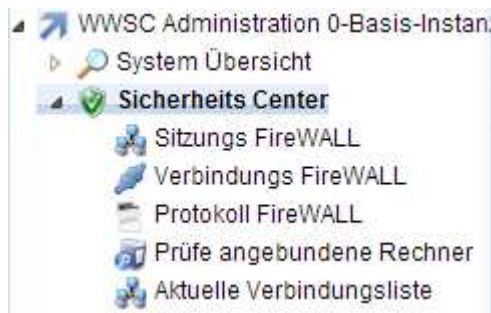 WWSC Administration 0-Basis-Instan
System Übersicht
Sicherheits Center
Sitzungs FireWALL
Verbindungs FireWALL
Protokoll FireWALL
Prüfe angebundene Rechner
Aktuelle Verbindungsliste